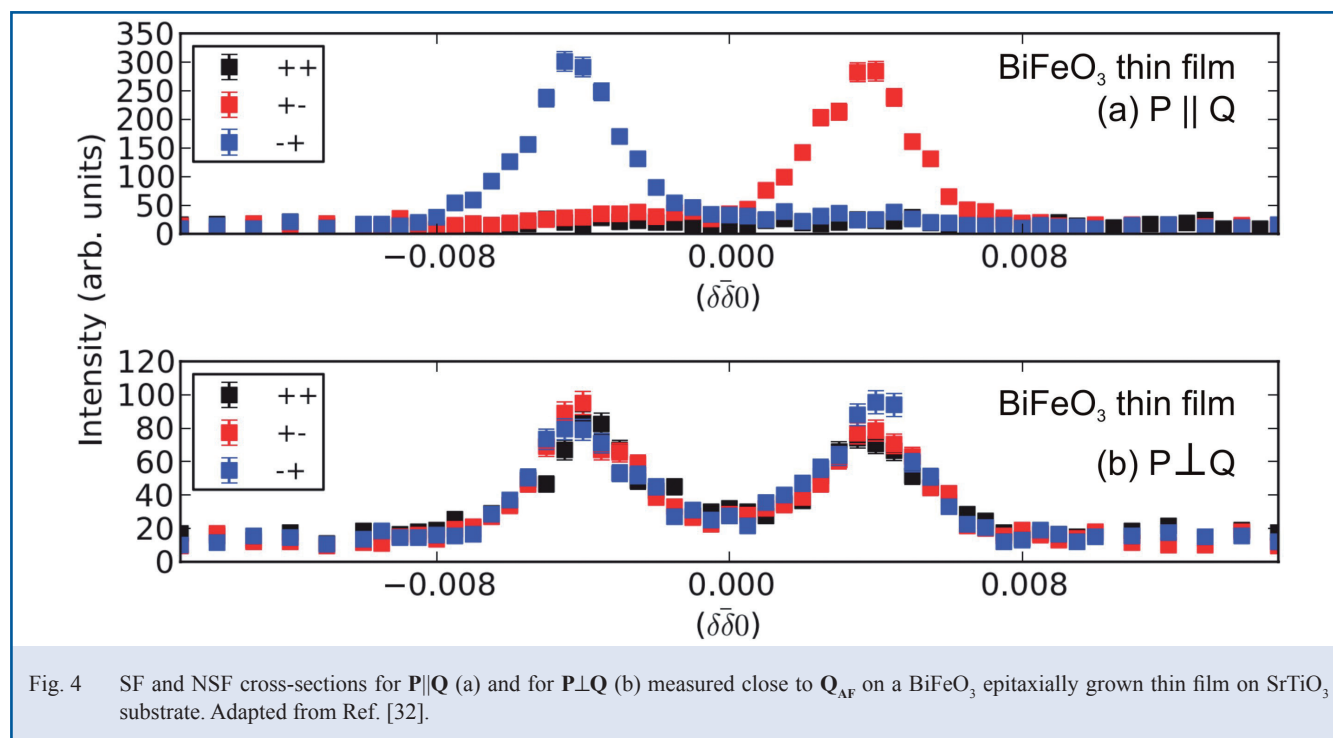 350
300
250
200
150
100
50
0
++
+-
-+
BiFeO₃ thin film
(a) P || Q
−0.008 0.000 0.008
(δδ̄0)
Intensity (arb. units)
120
100
80
60
40
20
0
++
+-
-+
BiFeO₃ thin film
(b) P⊥Q
−0.008 0.000 0.008
(δδ̄0)
Fig. 4 SF and NSF cross-sections for P||Q (a) and for P⊥Q (b) measured close to Q_AF on a BiFeO₃ epitaxially grown thin film on SrTiO₃
substrate. Adapted from Ref. [32].